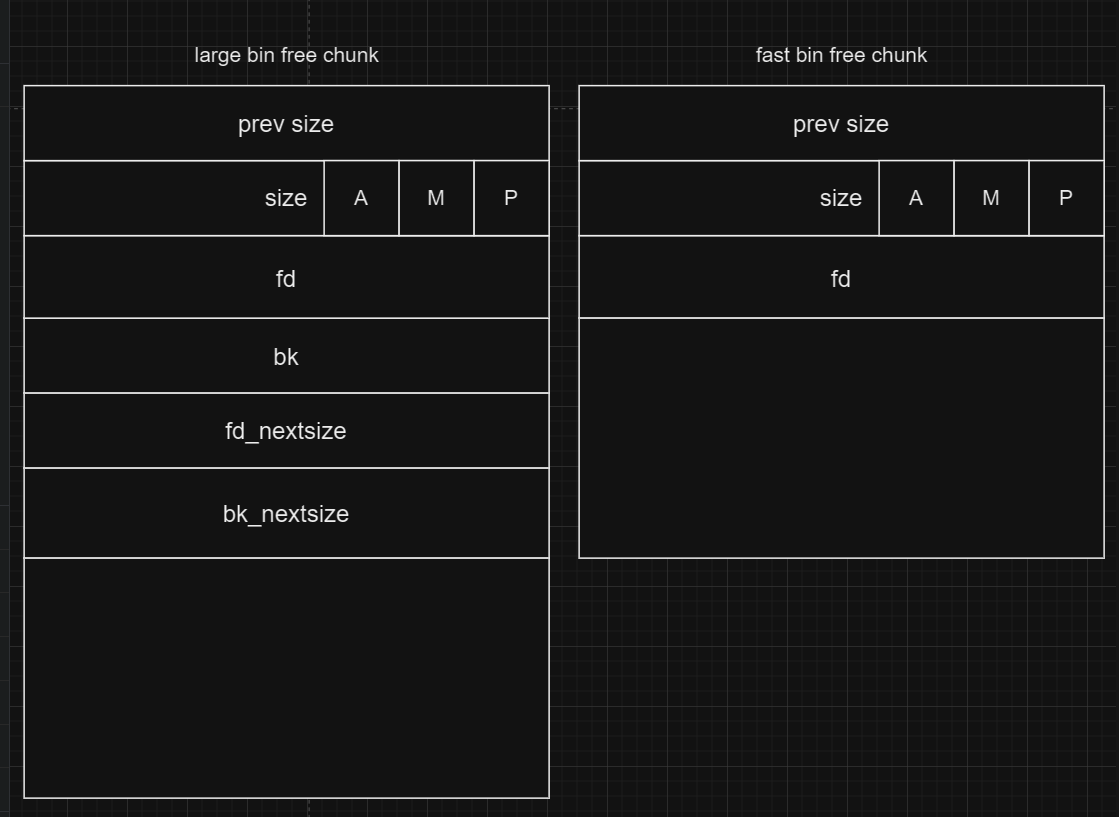 large bin free chunk
prev size
size A M P
fd
bk
fd_nextsize
bk_nextsize
fast bin free chunk
prev size
size A M P
fd